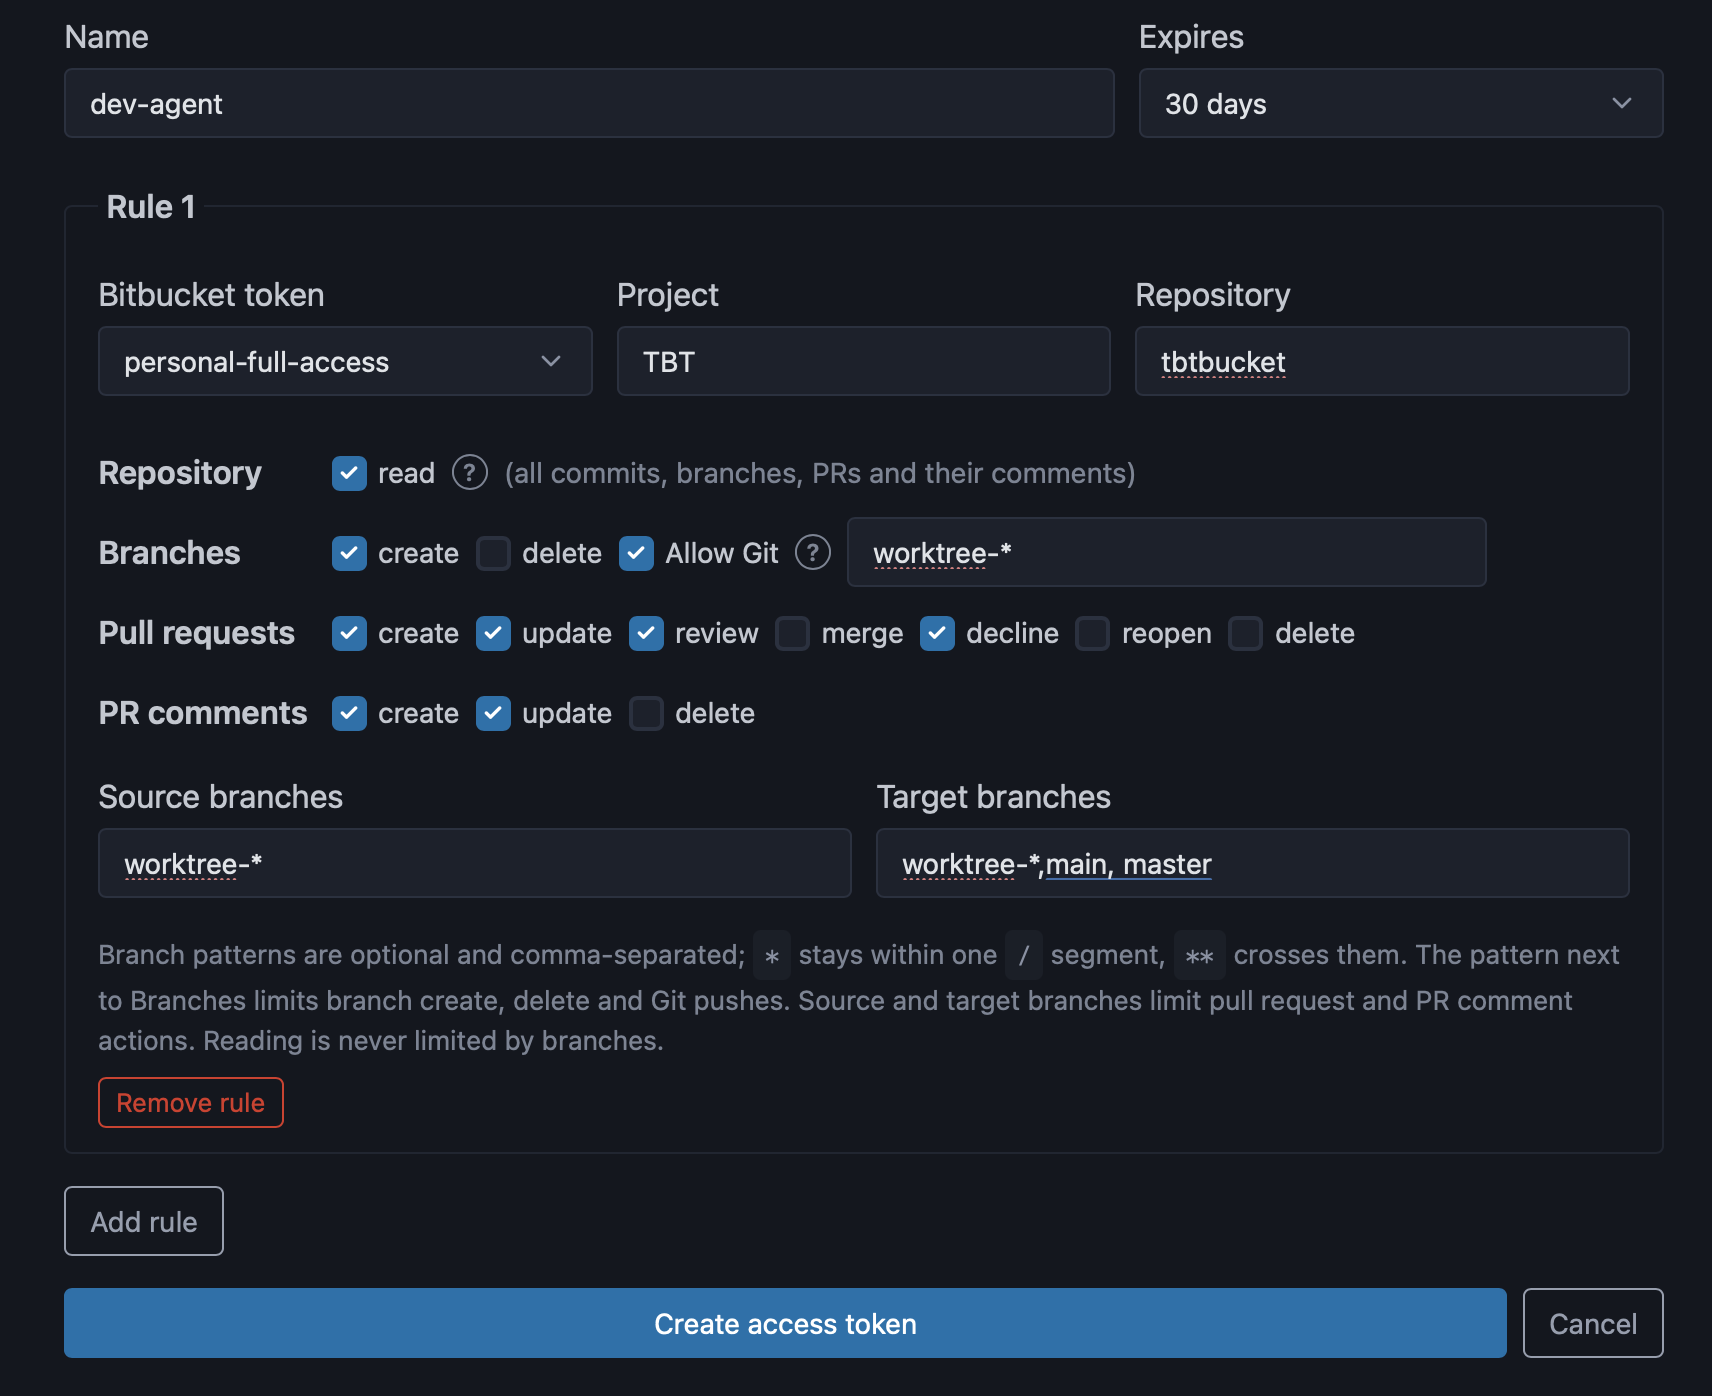 Name
Expires
dev-agent
30 days
Rule 1
Bitbucket token
Project
Repository
personal-full-access
TBT
tbtbucket
Repository read ? (all commits, branches, PRs and their comments)
Branches create delete Allow Git ? worktree-*
Pull requests create update review merge decline reopen delete
PR comments create update delete
Source branches
Target branches
worktree-*
worktree-*,main, master
Branch patterns are optional and comma-separated; * stays within one / segment, ** crosses them. The pattern next
to Branches limits branch create, delete and Git pushes. Source and target branches limit pull request and PR comment
actions. Reading is never limited by branches.
Remove rule
Add rule
Create access token
Cancel